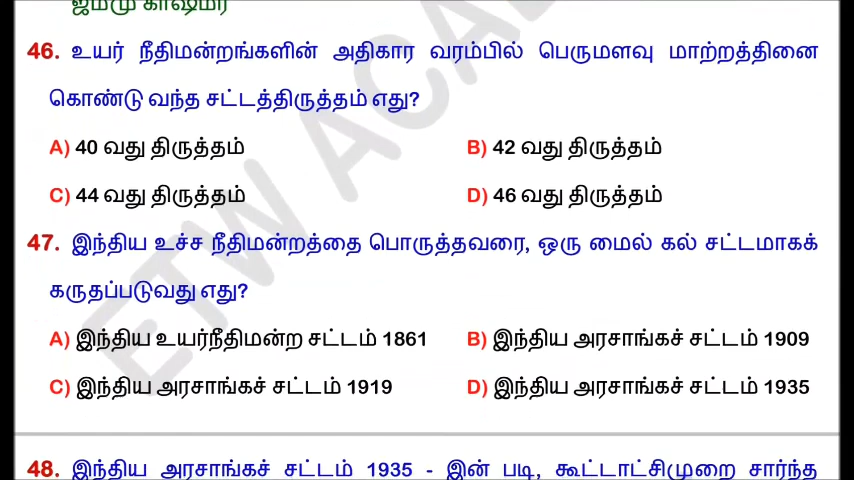 ஜம்மு காஷ்மீர்
46. உயர் நீதிமன்றங்களின் அதிகார வரம்பில் பெருமளவு மாற்றத்தினை
கொண்டு வந்த சட்டத்திருத்தம் எது?
A) 40 வது திருத்தம் B) 42 வது திருத்தம்
C) 44 வது திருத்தம் D) 46 வது திருத்தம்
47. இந்திய உச்ச நீதிமன்றத்தை பொருத்தவரை, ஒரு மைல் கல் சட்டமாகக்
கருதப்படுவது எது?
A) இந்திய உயர்நீதிமன்ற சட்டம் 1861 B) இந்திய அரசாங்கச் சட்டம் 1909
C) இந்திய அரசாங்கச் சட்டம் 1919 D) இந்திய அரசாங்கச் சட்டம் 1935
48. இந்திய அரசாங்கச் சட்டம் 1935 - இன் படி, கூட்டாட்சிமுறை சார்ந்த
ETW ACA